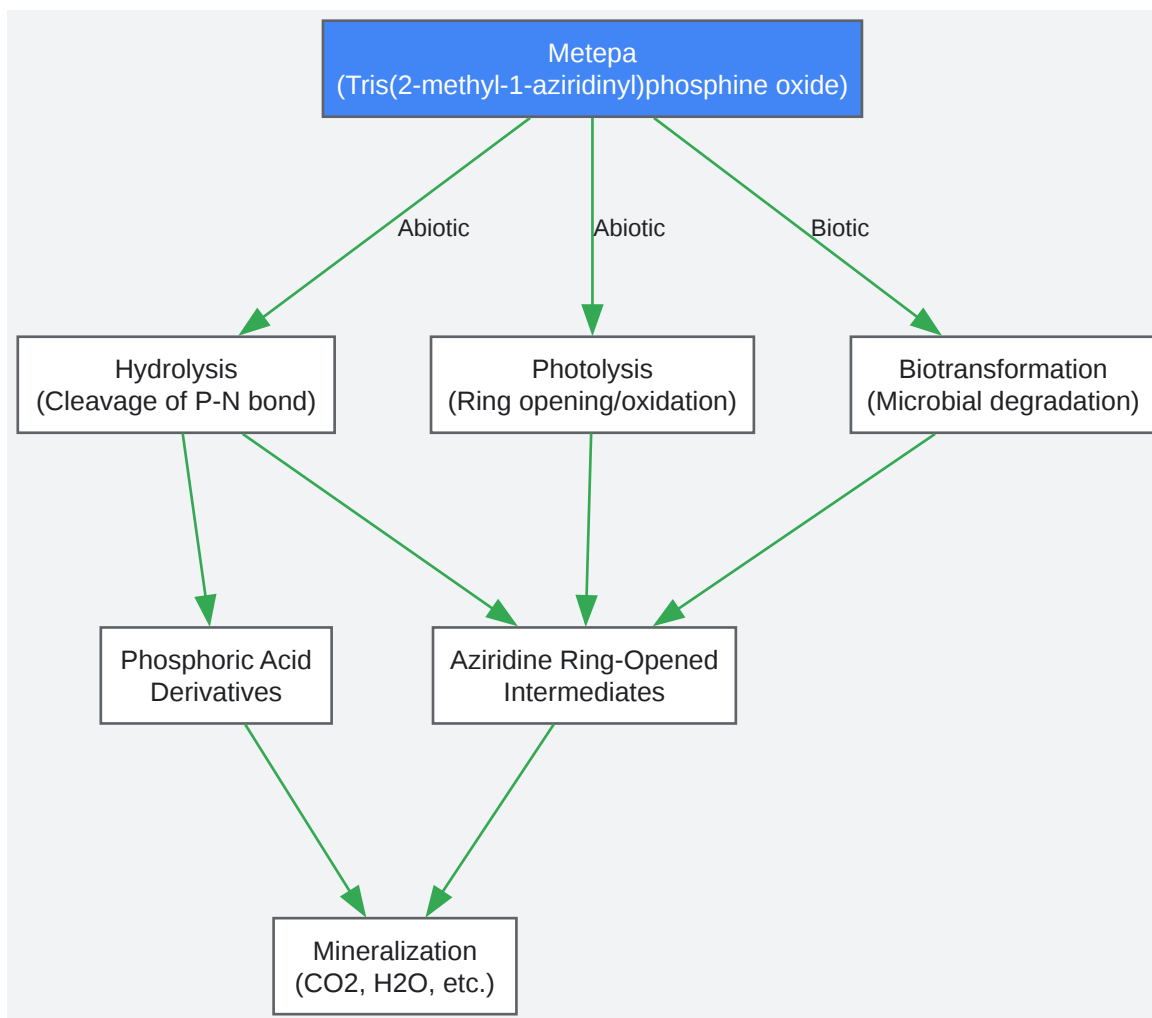 Metepa
(Tris(2-methyl-1-aziridinyl)phosphine oxide)
Abiotic
Abiotic
Biotic
Hydrolysis
(Cleavage of P-N bond)
Photolysis
(Ring opening/oxidation)
Biotransformation
(Microbial degradation)
Phosphoric Acid
Derivatives
Aziridine Ring-Opened
Intermediates
Mineralization
(CO2, H2O, etc.)